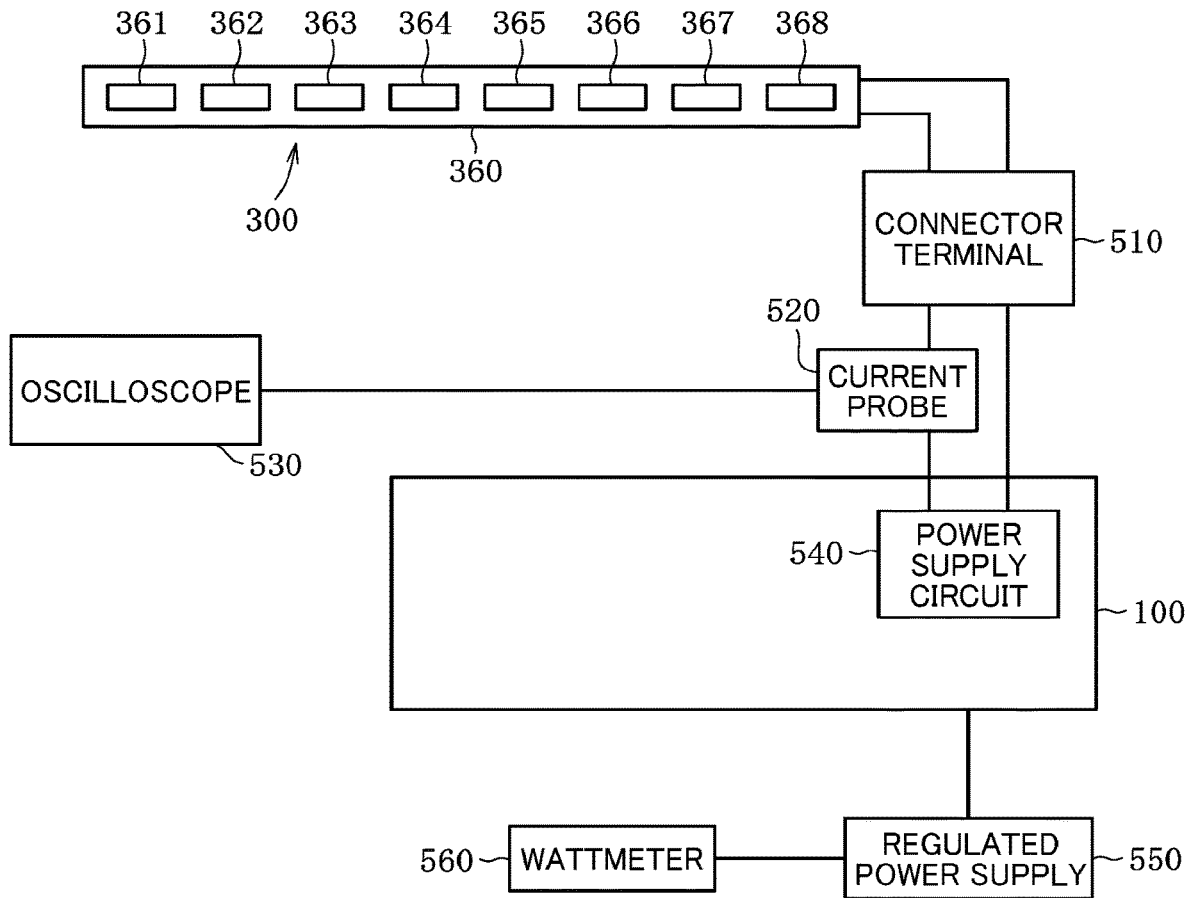 361 362 363 364 365 366 367 368
360
300
CONNECTOR
TERMINAL
510
520
CURRENT
PROBE
OSCILLOSCOPE
530
POWER
SUPPLY
CIRCUIT
540
100
560
WATTMETER
REGULATED
POWER SUPPLY
550